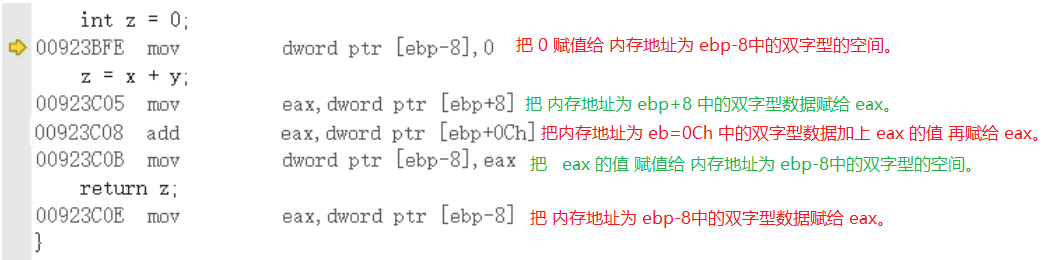 int z = 0;
00923BFE mov dword ptr [ebp-8],0 把 0 赋值给 内存地址为 ebp-8中的双字型的空间。
z = x + y;
00923C05 mov eax,dword ptr [ebp+8] 把 内存地址为 ebp+8 中的双字型数据赋给 eax。
00923C08 add eax,dword ptr [ebp+0Ch] 把内存地址为 eb=0Ch 中的双字型数据加上 eax 的值 再赋给 eax。
00923C0B mov dword ptr [ebp-8],eax 把 eax 的值 赋值给 内存地址为 ebp-8中的双字型的空间。
return z;
00923C0E mov eax,dword ptr [ebp-8] 把 内存地址为 ebp-8中的双字型数据赋给 eax。
}